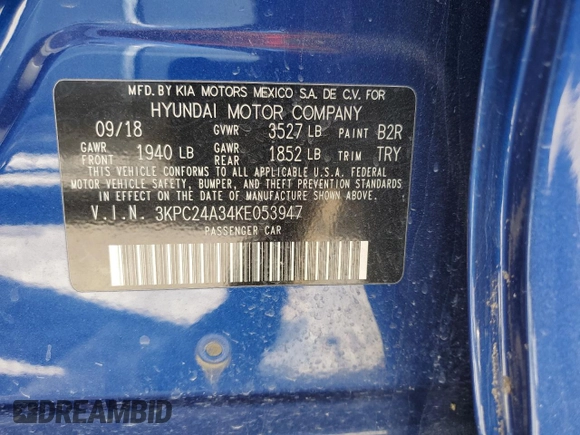 MFD. BY KIA MOTORS MEXICO S.A. DE C.V. FOR
HYUNDAI MOTOR COMPANY
09/18 GVWR 3527 LB PAINT B2R
GAWR FRONT 1940 LB GAWR REAR 1852 LB TRIM TRY
THIS VEHICLE CONFORMS TO ALL APPLICABLE U.S.A. FEDERAL
MOTOR VEHICLE SAFETY, BUMPER, AND THEFT PREVENTION STANDARDS
IN EFFECT ON THE DATE OF MANUFACTURE SHOWN ABOVE.
V.I.N. 3KPC24A34KE053947
PASSENGER CAR
DREAMBID